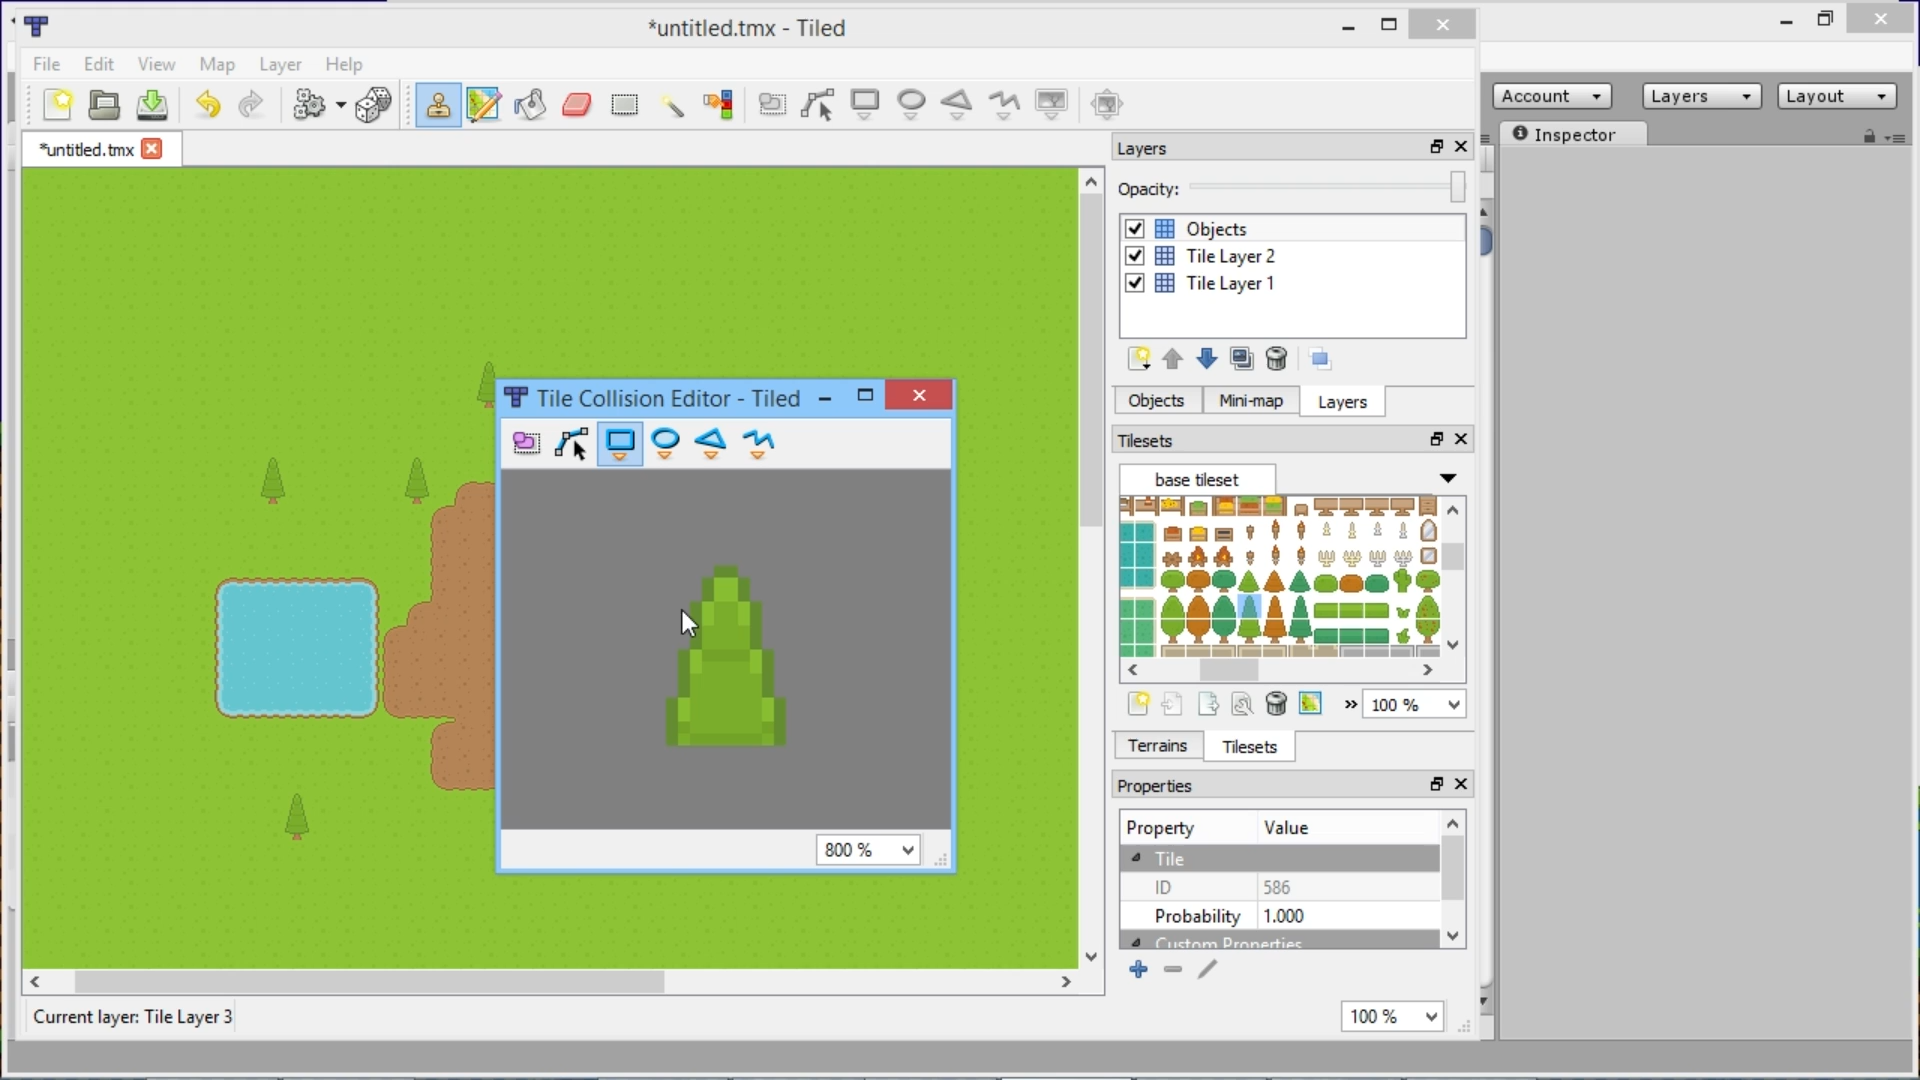 *untitled.tmx - Tiled
File Edit View Map Layer Help
Account Layers Layout
*untitled.tmx
Inspector
Layers
Opacity:
Objects
Tile Layer 2
Tile Layer 1
Objects Mini-map Layers
Tile Collision Editor - Tiled
Tilesets
base tileset
» 100 %
Terrains Tilesets
Properties
Property Value
Tile
ID 586
Probability 1.000
Custom Properties
800 %
Current layer: Tile Layer 3
100 %